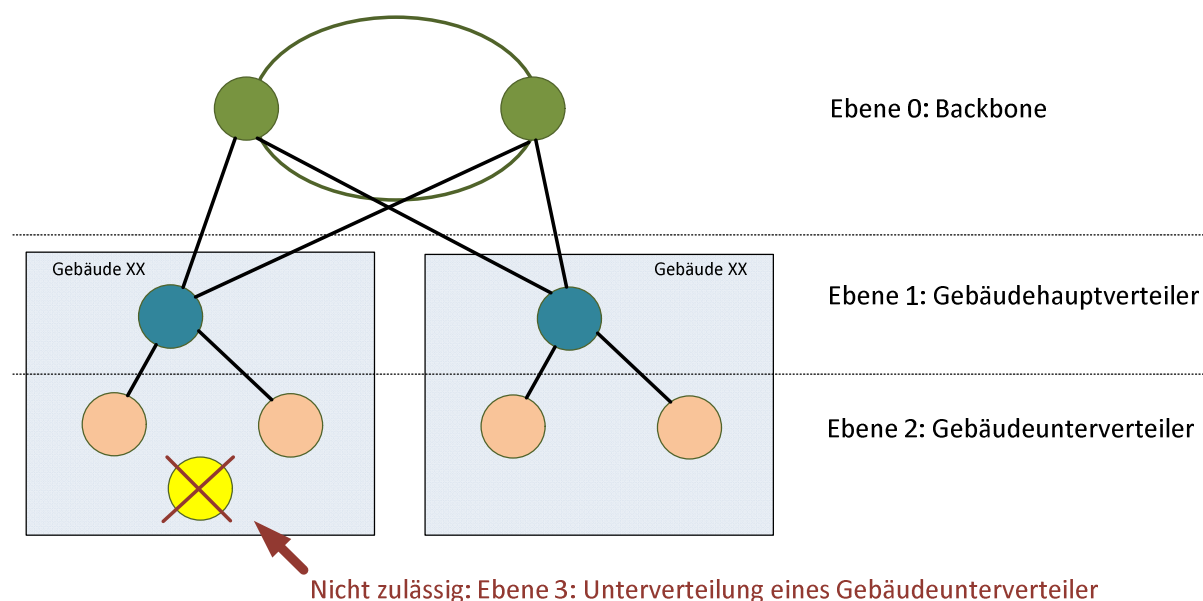 Ebene 0: Backbone
Gebäude XX
Gebäude XX
Ebene 1: Gebäudehauptverteiler
Ebene 2: Gebäudeunterverteiler
Nicht zulässig: Ebene 3: Unterverteilung eines Gebäudeunterverteiler